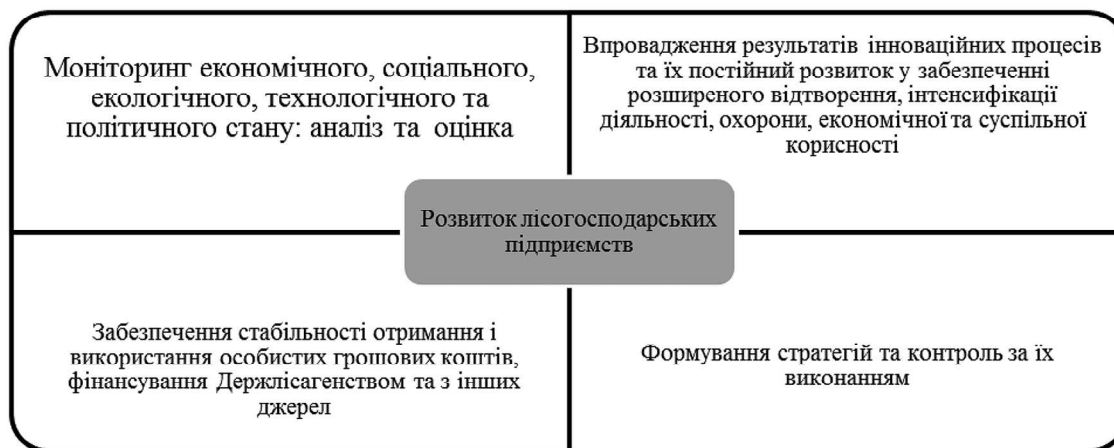 Моніторинг економічного, соціального,
екологічного, технологічного та
політичного стану: аналіз та оцінка
Впровадження результатів інноваційних процесів
та їх постійний розвиток у забезпеченні
розширеного відтворення, інтенсифікації
діяльності, охорони, економічної та суспільної
корисності
Розвиток лісогосподарських
підприємств
Забезпечення стабільності отримання і
використання особистих грошових коштів,
фінансування Держлісагенством та з інших
джерел
Формування стратегій та контроль за їх
виконанням